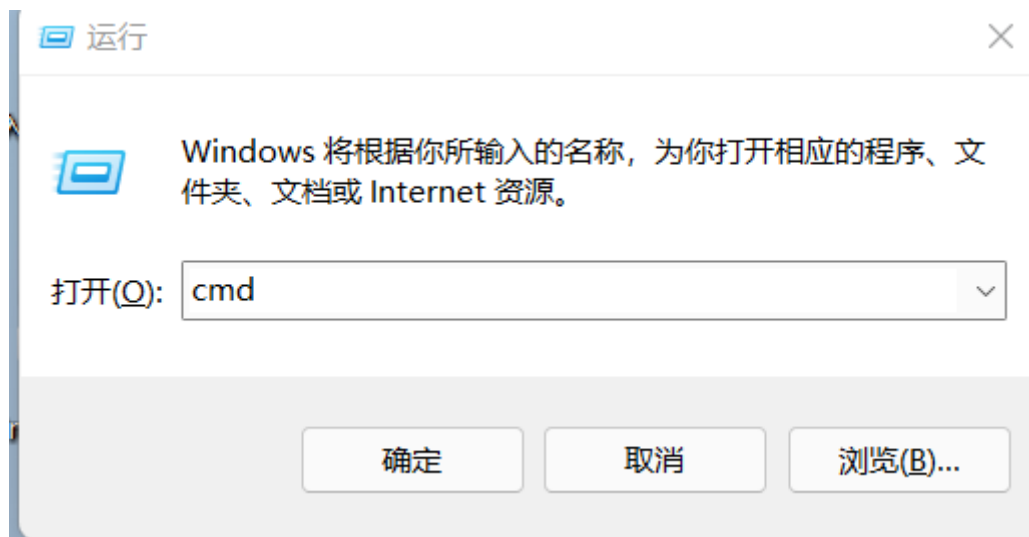 运行
Windows 将根据你所输入的名称，为你打开相应的程序、文
件夹、文档或 Internet 资源。
打开(O): cmd
确定 取消 浏览(B)...